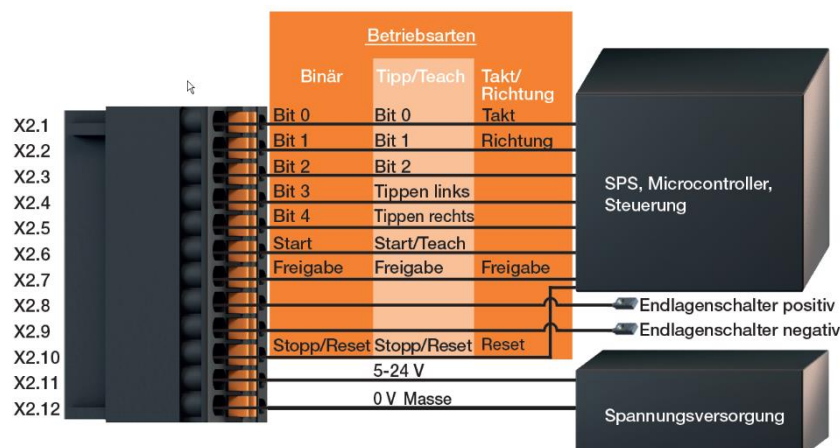 Betriebsarten
Binär Tipp/Teach Takt/
Richtung
X2.1 Bit 0 Bit 0 Takt
X2.2 Bit 1 Bit 1 Richtung
X2.3 Bit 2 Bit 2
X2.4 Bit 3 Tippen links
X2.5 Bit 4 Tippen rechts
X2.6 Start Start/Teach
X2.7 Freigabe Freigabe Freigabe
X2.8
X2.9
X2.10 Stopp/Reset Stopp/Reset Reset
X2.11 5-24 V
X2.12 0 V Masse
SPS, Microcontroller,
Steuerung
Endlagenschalter positiv
Endlagenschalter negativ
Spannungsversorgung